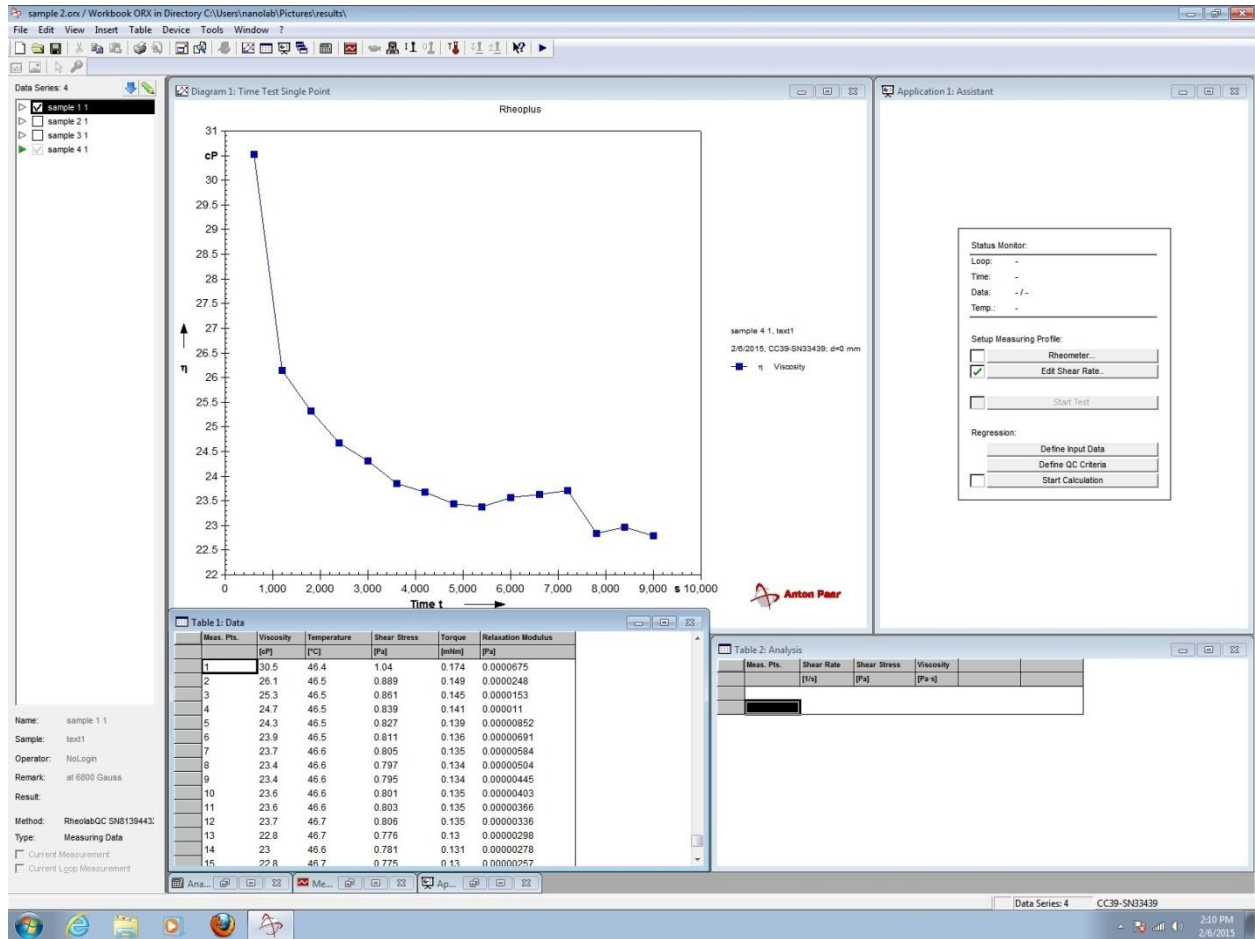 sample 2.orx / Workbook ORX in Directory C:\Users\nanolab\Pictures\results\
File Edit View Insert Table Device Tools Window ?
Data Series: 4
sample 1 1
sample 2 1
sample 3 1
sample 4 1
Name: sample 1 1
Sample: text1
Operator: NoLogin
Remark: at 6800 Gauss
Result:
Method: RheolabQC SN8139443:
Type: Measuring Data
Current Measurement
Current Loop Measurement
Diagram 1: Time Test Single Point
Rheoplus
31
cP
30
29.5
29
28.5
28
27.5
27
26.5
η
26
25.5
25
24.5
24
23.5
23
22.5
22
0 1,000 2,000 3,000 4,000 5,000 6,000 7,000 8,000 9,000 s 10,000
Time t
sample 4 1, text1
2/6/2015, CC39-SN33439; d=0 mm
η Viscosity
Anton Paar
Application 1: Assistant
Status Monitor:
Loop: -
Time: -
Data: - / -
Temp.: -
Setup Measuring Profile:
Rheometer...
Edit Shear Rate..
Start Test
Regression:
Define Input Data
Define QC Criteria
Start Calculation
Table 1: Data
Meas. Pts. Viscosity Temperature Shear Stress Torque Relaxation Modulus
[cP] [°C] [Pa] [mNm] [Pa]
1 30.5 46.4 1.04 0.174 0.0000675
2 26.1 46.5 0.889 0.149 0.0000248
3 25.3 46.5 0.861 0.145 0.0000153
4 24.7 46.5 0.839 0.141 0.000011
5 24.3 46.5 0.827 0.139 0.00000852
6 23.9 46.5 0.811 0.136 0.00000691
7 23.7 46.6 0.805 0.135 0.00000584
8 23.4 46.6 0.797 0.134 0.00000504
9 23.4 46.6 0.795 0.134 0.00000445
10 23.6 46.6 0.801 0.135 0.00000403
11 23.6 46.6 0.803 0.135 0.00000366
12 23.7 46.7 0.806 0.135 0.00000336
13 22.8 46.7 0.776 0.13 0.00000298
14 23 46.6 0.781 0.131 0.00000278
15 22.8 46.7 0.775 0.13 0.00000257
Table 2: Analysis
Meas. Pts. Shear Rate Shear Stress Viscosity
[1/s] [Pa] [Pa·s]
Ana... Me... Ap...
Data Series: 4 CC39-SN33439
2:10 PM
2/6/2015